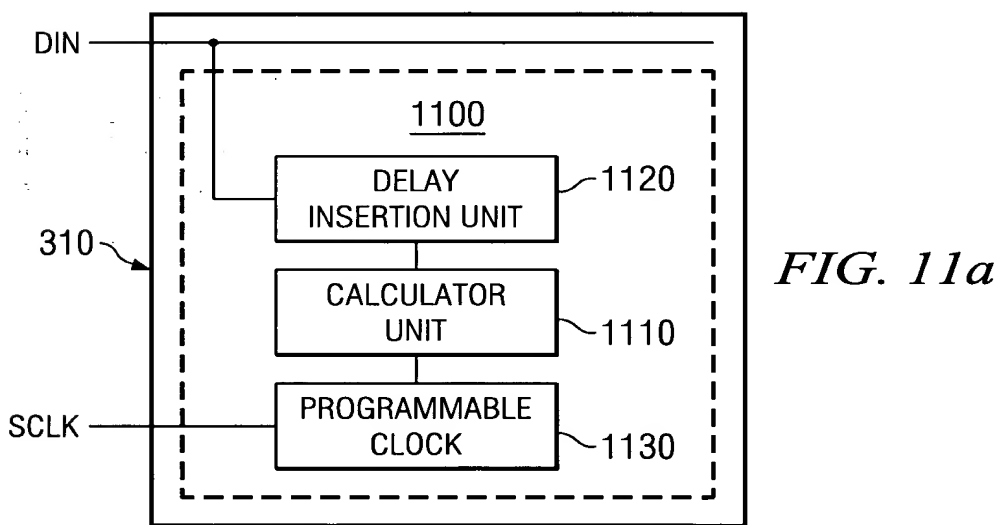 DIN
1100
DELAY
INSERTION UNIT
1120
310
FIG. 11a
CALCULATOR
UNIT
1110
SCLK
PROGRAMMABLE
CLOCK
1130